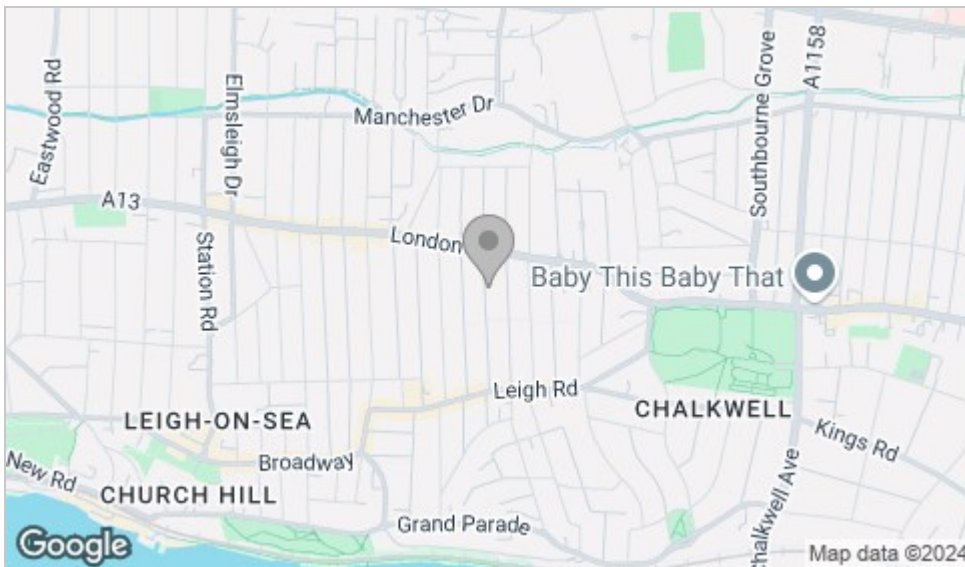 Eastwood Rd
Elmsleigh Dr
Manchester Dr
Southbourne Grove
A1158
A13
London
Station Rd
Baby This Baby That
Leigh Rd
LEIGH-ON-SEA
CHALKWELL
Kings Rd
Broadway
New Rd
CHURCH HILL
Grand Parade
Chalkwell Ave
Google
Map data ©2024